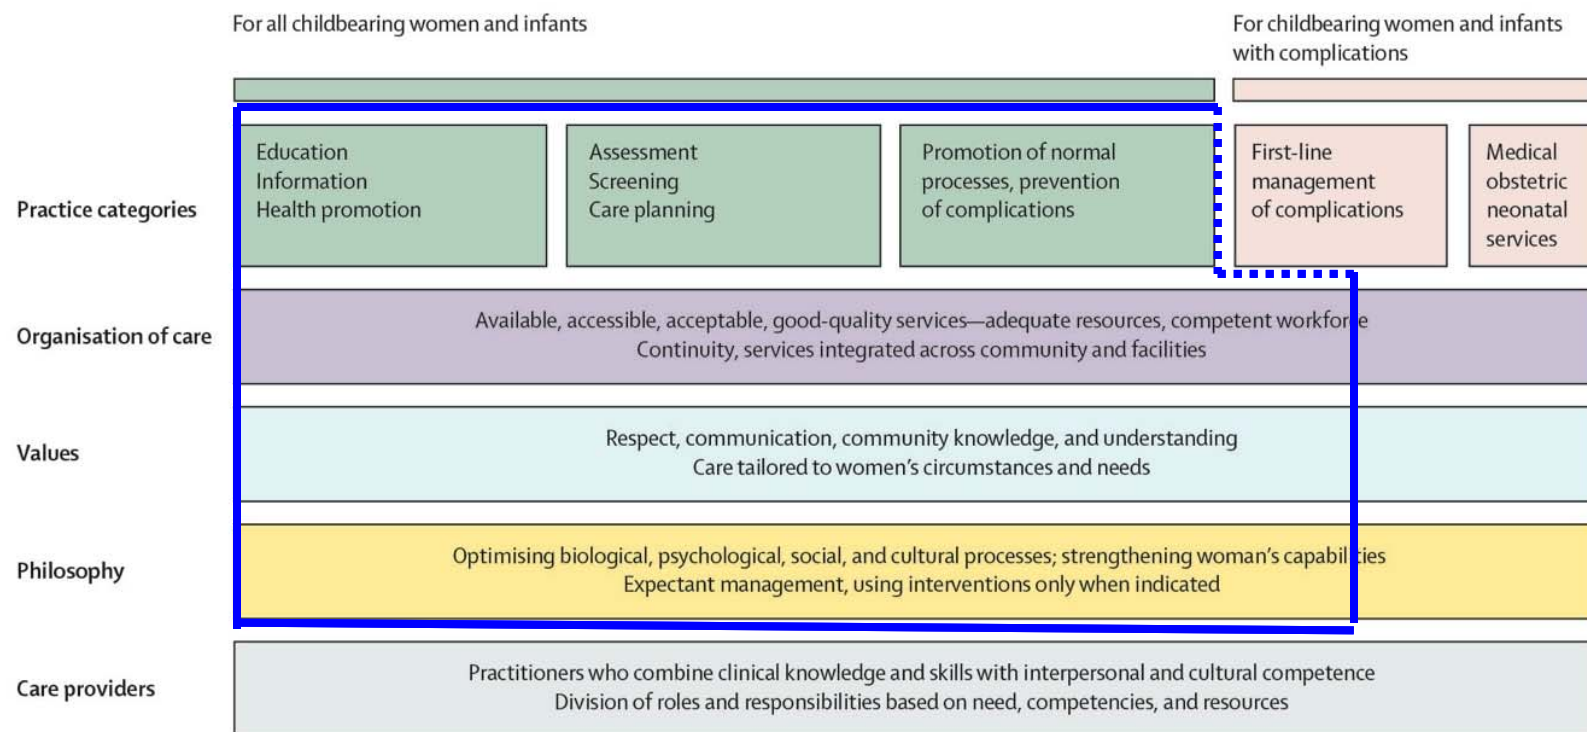 For all childbearing women and infants
For childbearing women and infants
with complications
Practice categories
Education
Information
Health promotion
Assessment
Screening
Care planning
Promotion of normal
processes, prevention
of complications
First-line
management
of complications
Medical
obstetric
neonatal
services
Organisation of care
Available, accessible, acceptable, good-quality services—adequate resources, competent workforce
Continuity, services integrated across community and facilities
Values
Respect, communication, community knowledge, and understanding
Care tailored to women's circumstances and needs
Philosophy
Optimising biological, psychological, social, and cultural processes; strengthening woman's capabilities
Expectant management, using interventions only when indicated
Care providers
Practitioners who combine clinical knowledge and skills with interpersonal and cultural competence
Division of roles and responsibilities based on need, competencies, and resources